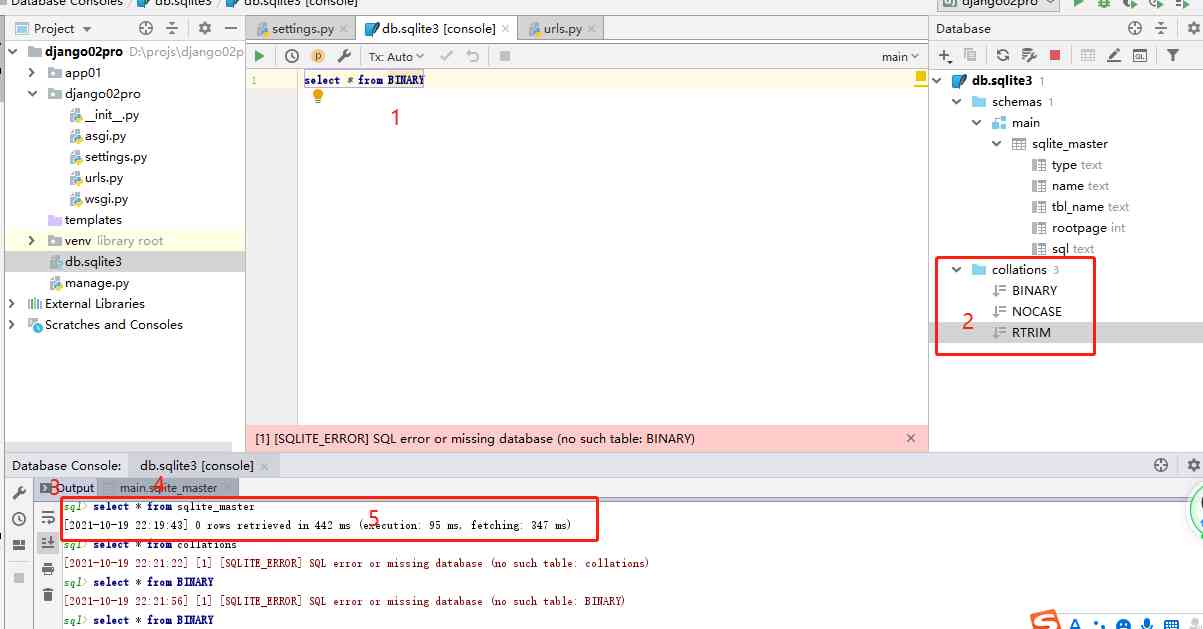 Database Consoles
db.sqlite3
db.sqlite3 [console]
django02pro
Project
settings.py
db.sqlite3 [console]
urls.py
Database
Tx: Auto
main
django02pro D:\projs\django02p
app01
django02pro
__init__.py
asgi.py
settings.py
urls.py
wsgi.py
templates
venv library root
db.sqlite3
manage.py
External Libraries
Scratches and Consoles
1
select * from BINARY
1
db.sqlite3 1
schemas 1
main
sqlite_master
type text
name text
tbl_name text
rootpage int
sql text
collations 3
BINARY
NOCASE
RTRIM
2
[1] [SQLITE_ERROR] SQL error or missing database (no such table: BINARY)
Database Console:
db.sqlite3 [console]
3
Output
4
main.sqlite_master
sql> select * from sqlite_master
5
[2021-10-19 22:19:43] 0 rows retrieved in 442 ms (execution: 95 ms, fetching: 347 ms)
sql> select * from collations
[2021-10-19 22:21:22] [1] [SQLITE_ERROR] SQL error or missing database (no such table: collations)
sql> select * from BINARY
[2021-10-19 22:21:56] [1] [SQLITE_ERROR] SQL error or missing database (no such table: BINARY)
sql> select * from BINARY